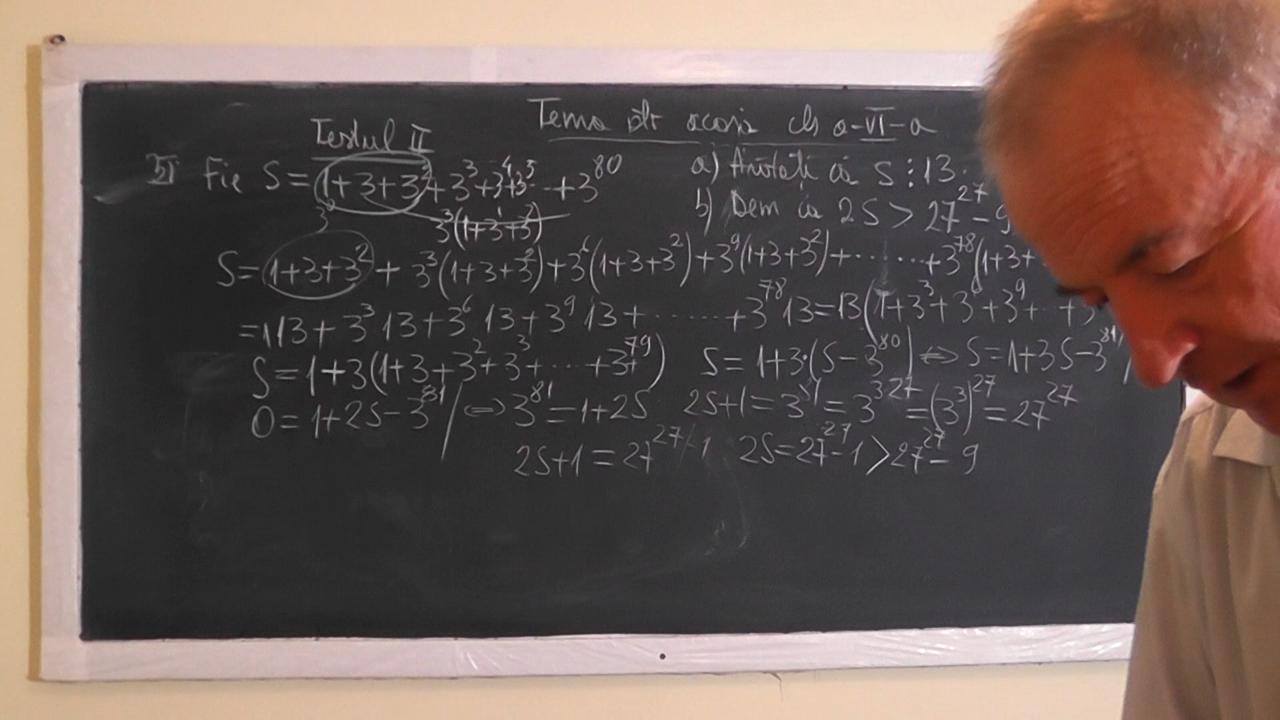 Testul II
Tema ptr acasă cls a-VI-a
Fie S=(1+3+3²)+3³+3⁴+3⁵...+3⁸⁰
a) Arătați că S⋮13.
3³(1+3+3²)
b) Dem că 2S > 27²⁷-9
S=(1+3+3²)+3³(1+3+3²)+3⁶(1+3+3²)+3⁹(1+3+3²)+.......+3⁷⁸(1+3+
=1·13+3³·13+3⁶·13+3⁹·13+.......+3⁷⁸·13=13(1+3³+3⁶+3⁹+...+3
S=1+3(1+3+3²+3³+...+3⁷⁹) S=1+3·(S-3⁸⁰) ⇔ S=1+3S-3⁸¹/
0=1+2S-3⁸¹/⇔3⁸¹=1+2S 2S+1=3⁸¹=3³·²⁷=(3³)²⁷=27²⁷
2S+1=27²⁷/-1 2S=27²⁷-1>27²⁷-9